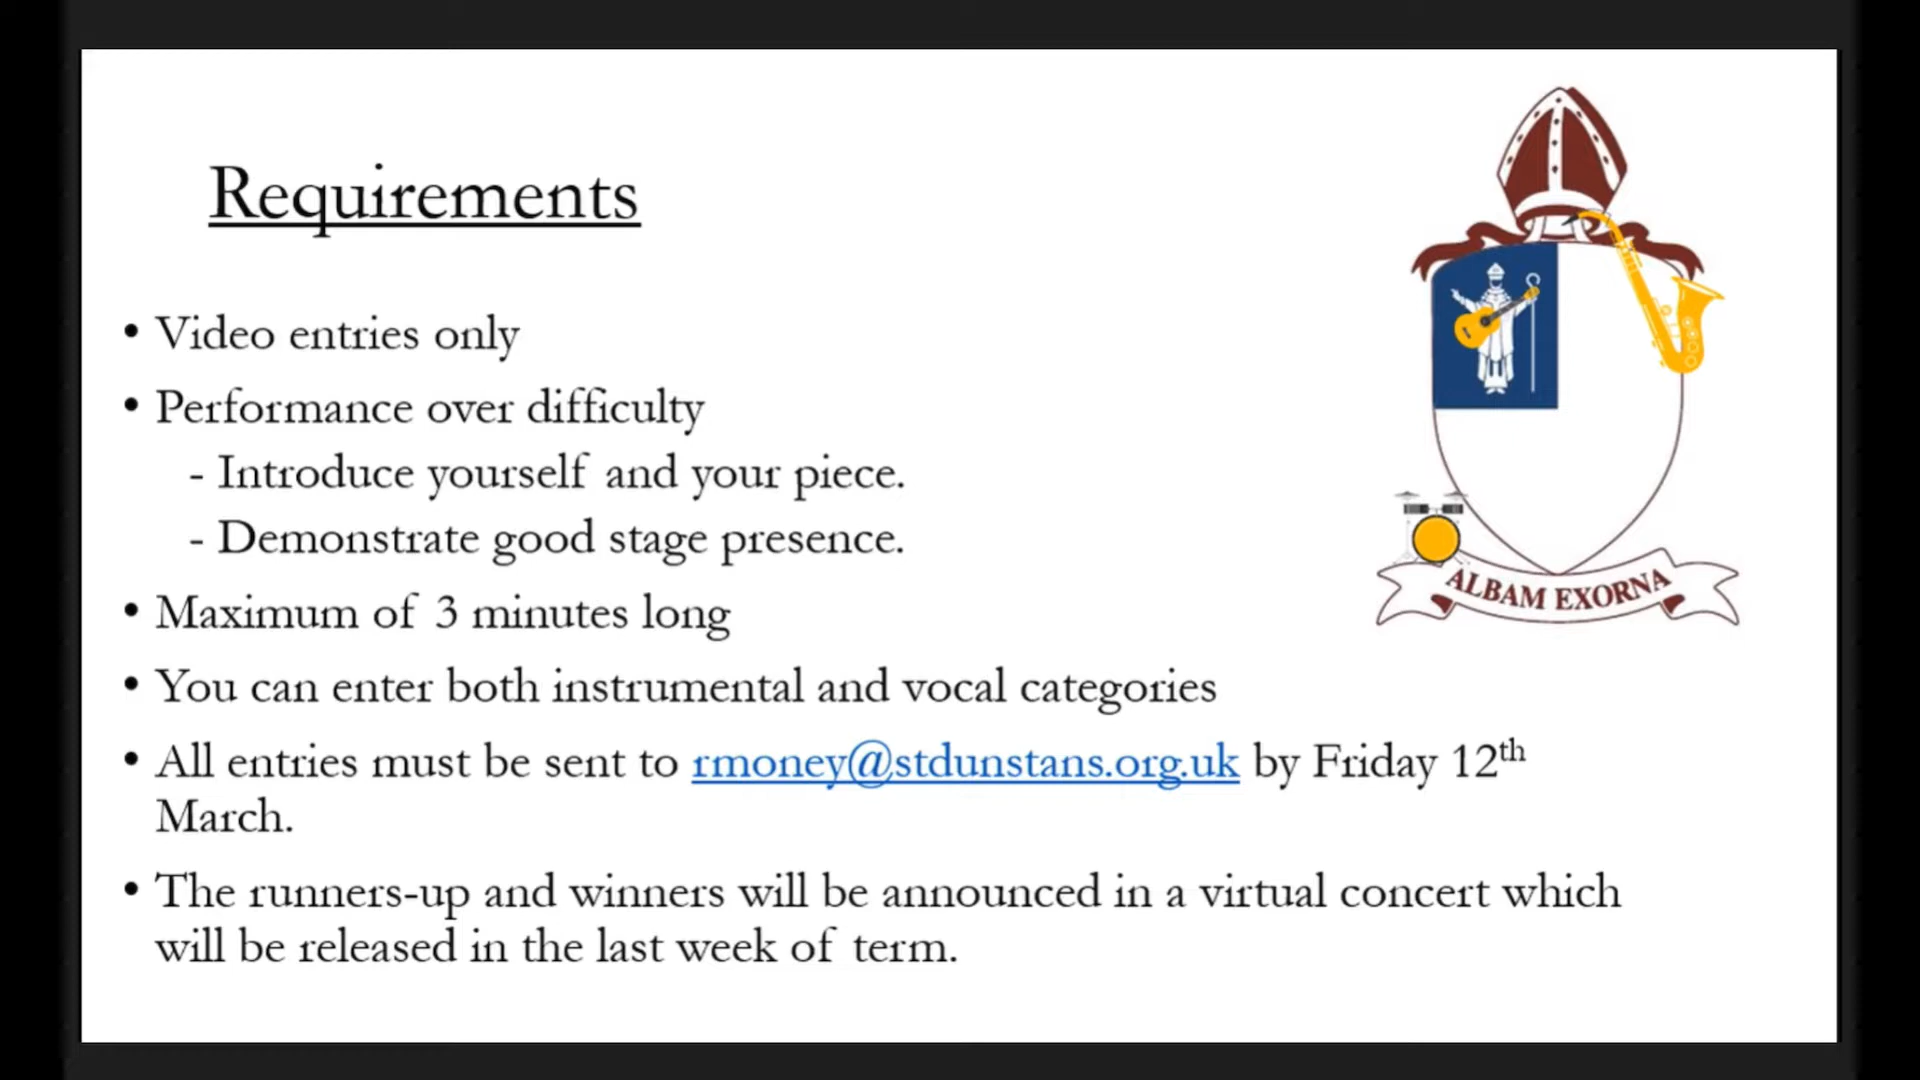 Requirements
• Video entries only
• Performance over difficulty
- Introduce yourself and your piece.
- Demonstrate good stage presence.
• Maximum of 3 minutes long
• You can enter both instrumental and vocal categories
• All entries must be sent to rmoney@stdunstans.org.uk by Friday 12th
March.
• The runners-up and winners will be announced in a virtual concert which
will be released in the last week of term.
ALBAM EXORNA